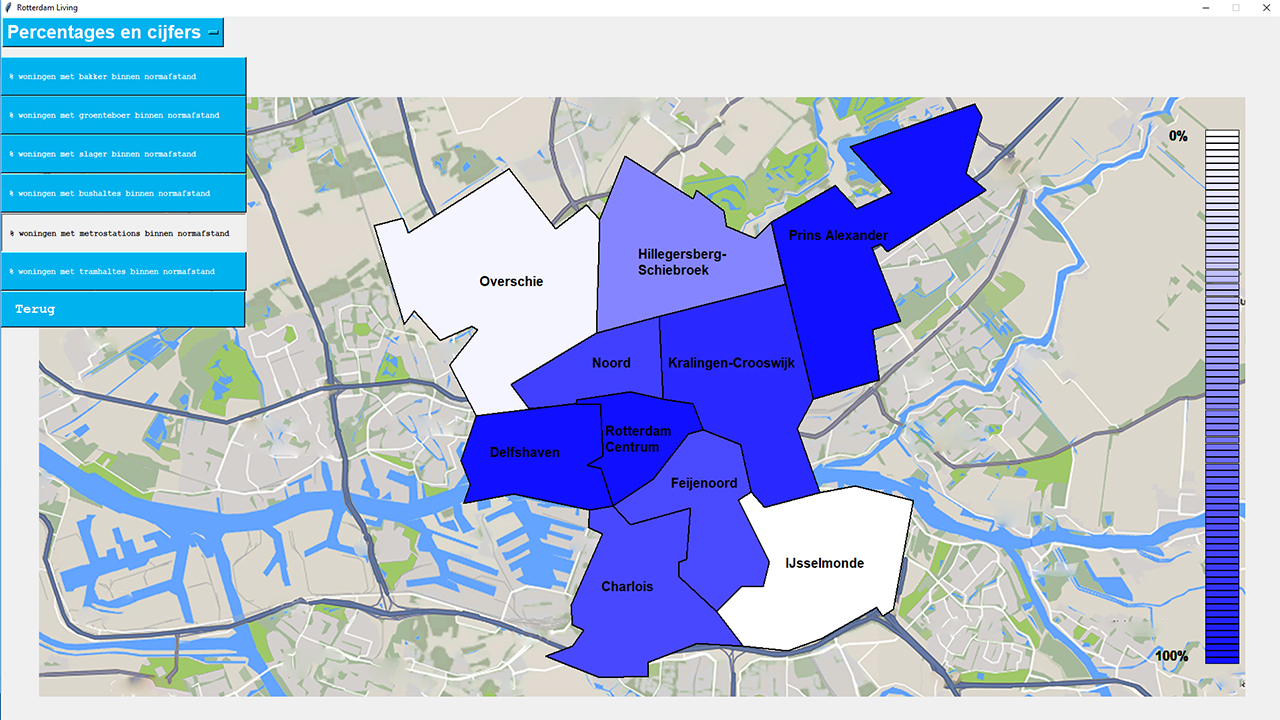 Rotterdam Living
Percentages en cijfers
% woningen met bakker binnen normafstand
% woningen met groenteboer binnen normafstand
% woningen met slager binnen normafstand
% woningen met bushaltes binnen normafstand
% woningen met metrostations binnen normafstand
% woningen met tramhaltes binnen normafstand
Terug
0%
Prins Alexander
Hillegersberg-
Schiebroek
Overschie
Noord
Kralingen-Crooswijk
Rotterdam
Centrum
Delfshaven
Feijenoord
IJsselmonde
Charlois
100%